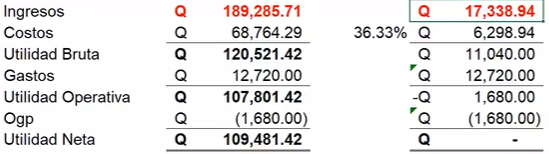 Ingresos Q 189,285.71 Q 17,338.94
Costos Q 68,764.29 36.33% Q 6,298.94
Utilidad Bruta Q 120,521.42 Q 11,040.00
Gastos Q 12,720.00 Q 12,720.00
Utilidad Operativa Q 107,801.42 -Q 1,680.00
Ogp Q (1,680.00) Q (1,680.00)
Utilidad Neta Q 109,481.42 Q -